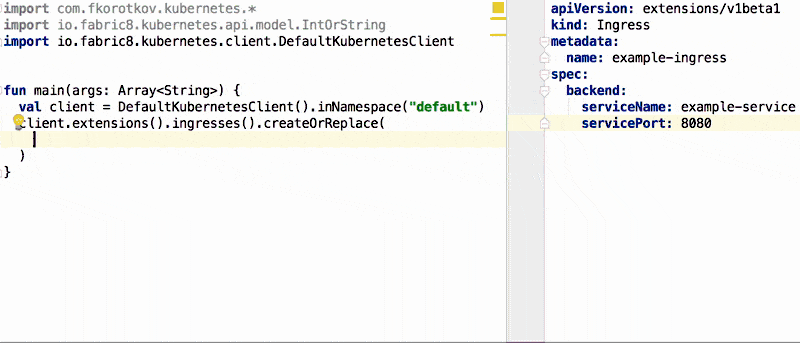 import com.fkorotkov.kubernetes.*
import io.fabric8.kubernetes.api.model.IntOrString
import io.fabric8.kubernetes.client.DefaultKubernetesClient
fun main(args: Array<String>) {
  val client = DefaultKubernetesClient().inNamespace("default")
  client.extensions().ingresses().createOrReplace(
  )
}
apiVersion: extensions/v1beta1
kind: Ingress
metadata:
  name: example-ingress
spec:
  backend:
    serviceName: example-service
    servicePort: 8080